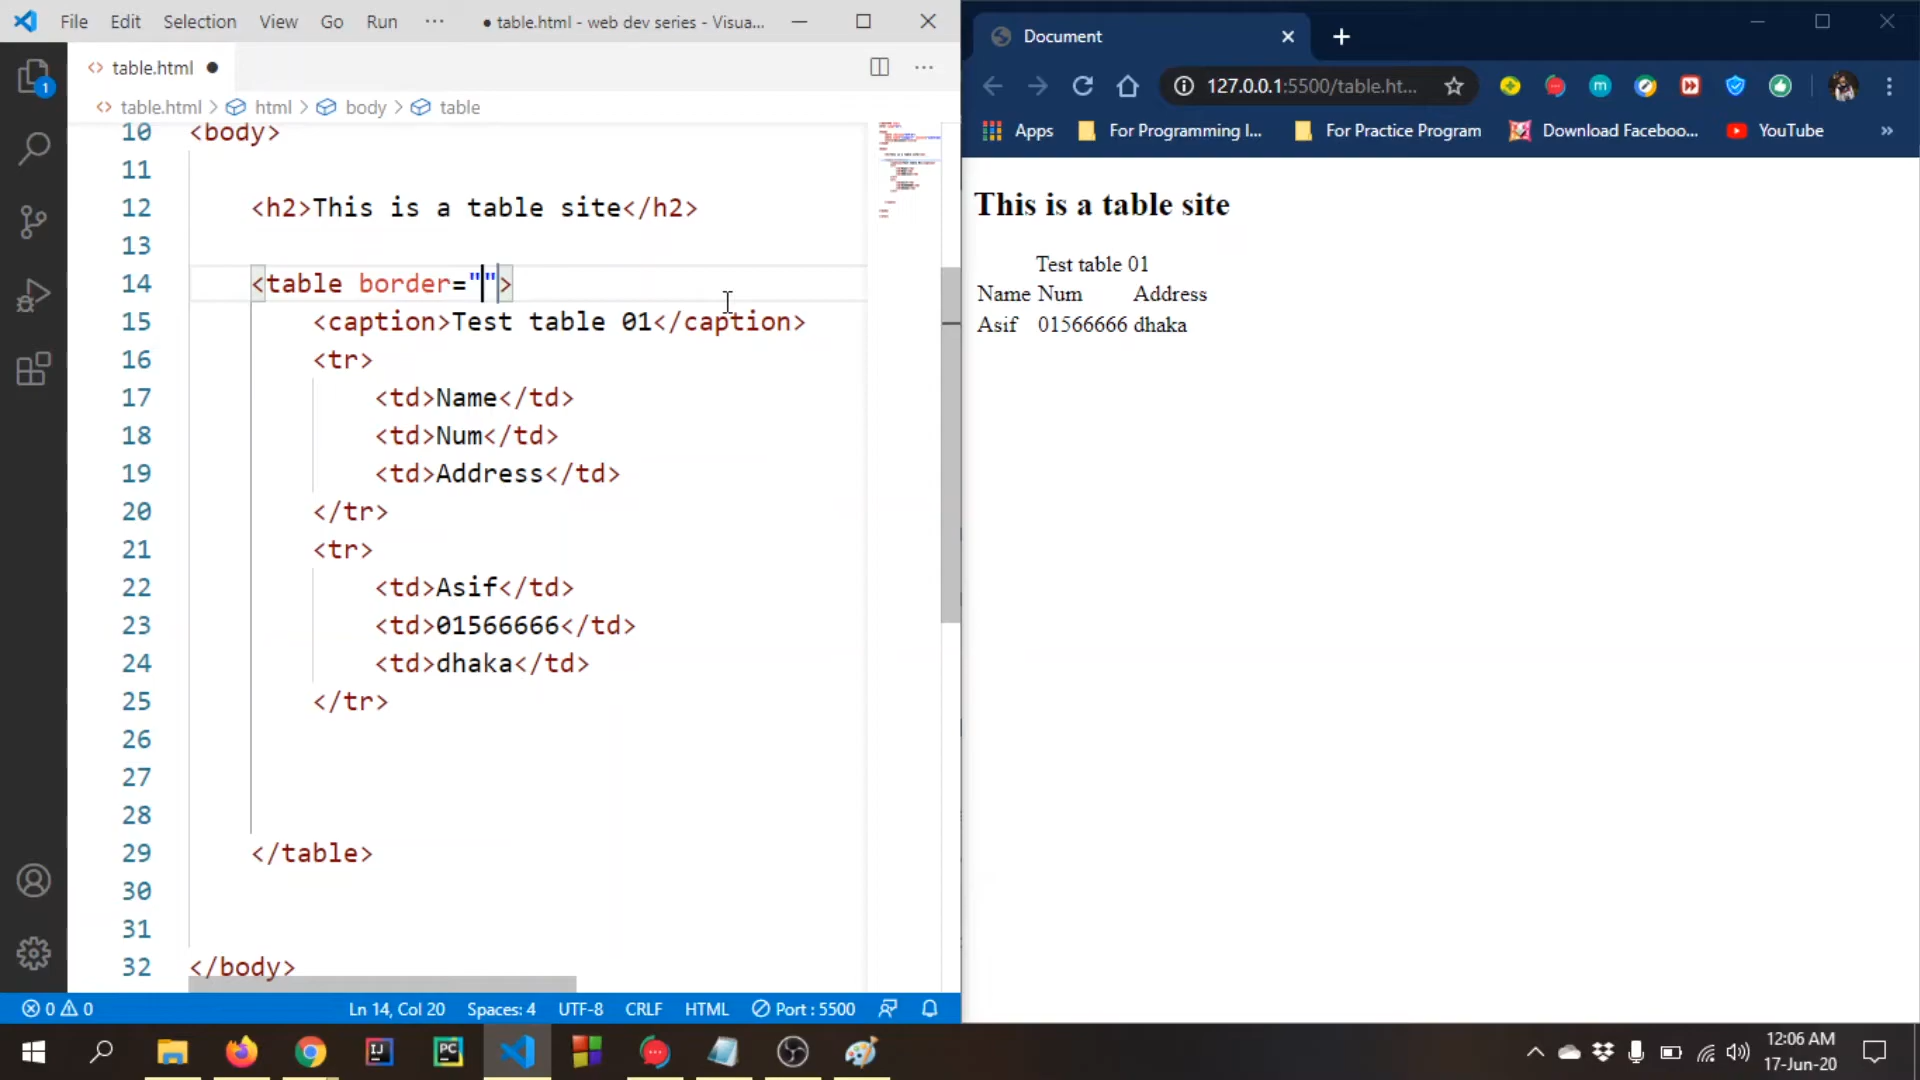 File Edit Selection View Go Run ··· ● table.html - web dev series - Visua...
<> table.html ●
<> table.html > html > body > table
10 <body>
11
12 <h2>This is a table site</h2>
13
14 <table border="">
15 <caption>Test table 01</caption>
16 <tr>
17 <td>Name</td>
18 <td>Num</td>
19 <td>Address</td>
20 </tr>
21 <tr>
22 <td>Asif</td>
23 <td>01566666</td>
24 <td>dhaka</td>
25 </tr>
26
27
28
29 </table>
30
31
32 </body>
1
0 0 Ln 14, Col 20 Spaces: 4 UTF-8 CRLF HTML Port : 5500
Document
127.0.0.1:5500/table.ht...
m
Apps For Programming I... For Practice Program Download Faceboo... YouTube »
This is a table site
Test table 01
Name Num Address
Asif 01566666 dhaka
IJ PC
12:06 AM
17-Jun-20